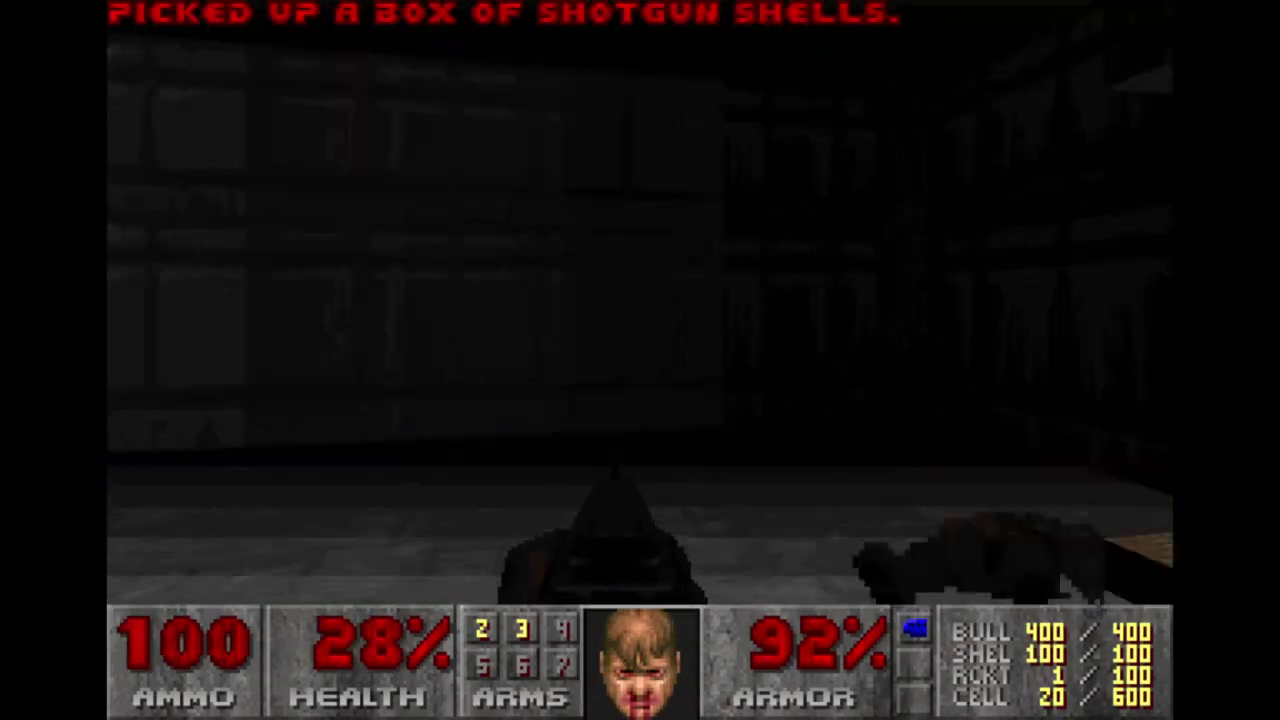 PICKED UP A BOX OF SHOTGUN SHELLS.
100 28% 2 3 4 92% BULL 400 / 400
5 6 7 SHEL 100 / 100
RCKT 1 / 100
AMMO HEALTH ARMS ARMOR CELL 20 / 600